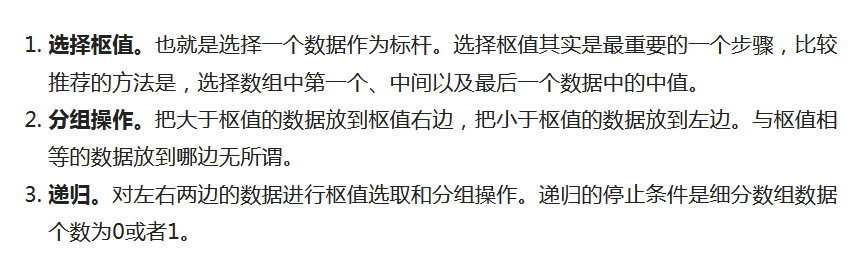 1. 选择枢值。也就是选择一个数据作为标杆。选择枢值其实是最重要的一个步骤，比较
推荐的方法是，选择数组中第一个、中间以及最后一个数据中的中值。
2. 分组操作。把大于枢值的数据放到枢值右边，把小于枢值的数据放到左边。与枢值相
等的数据放到哪边无所谓。
3. 递归。对左右两边的数据进行枢值选取和分组操作。递归的停止条件是细分数组数据
个数为0或者1。